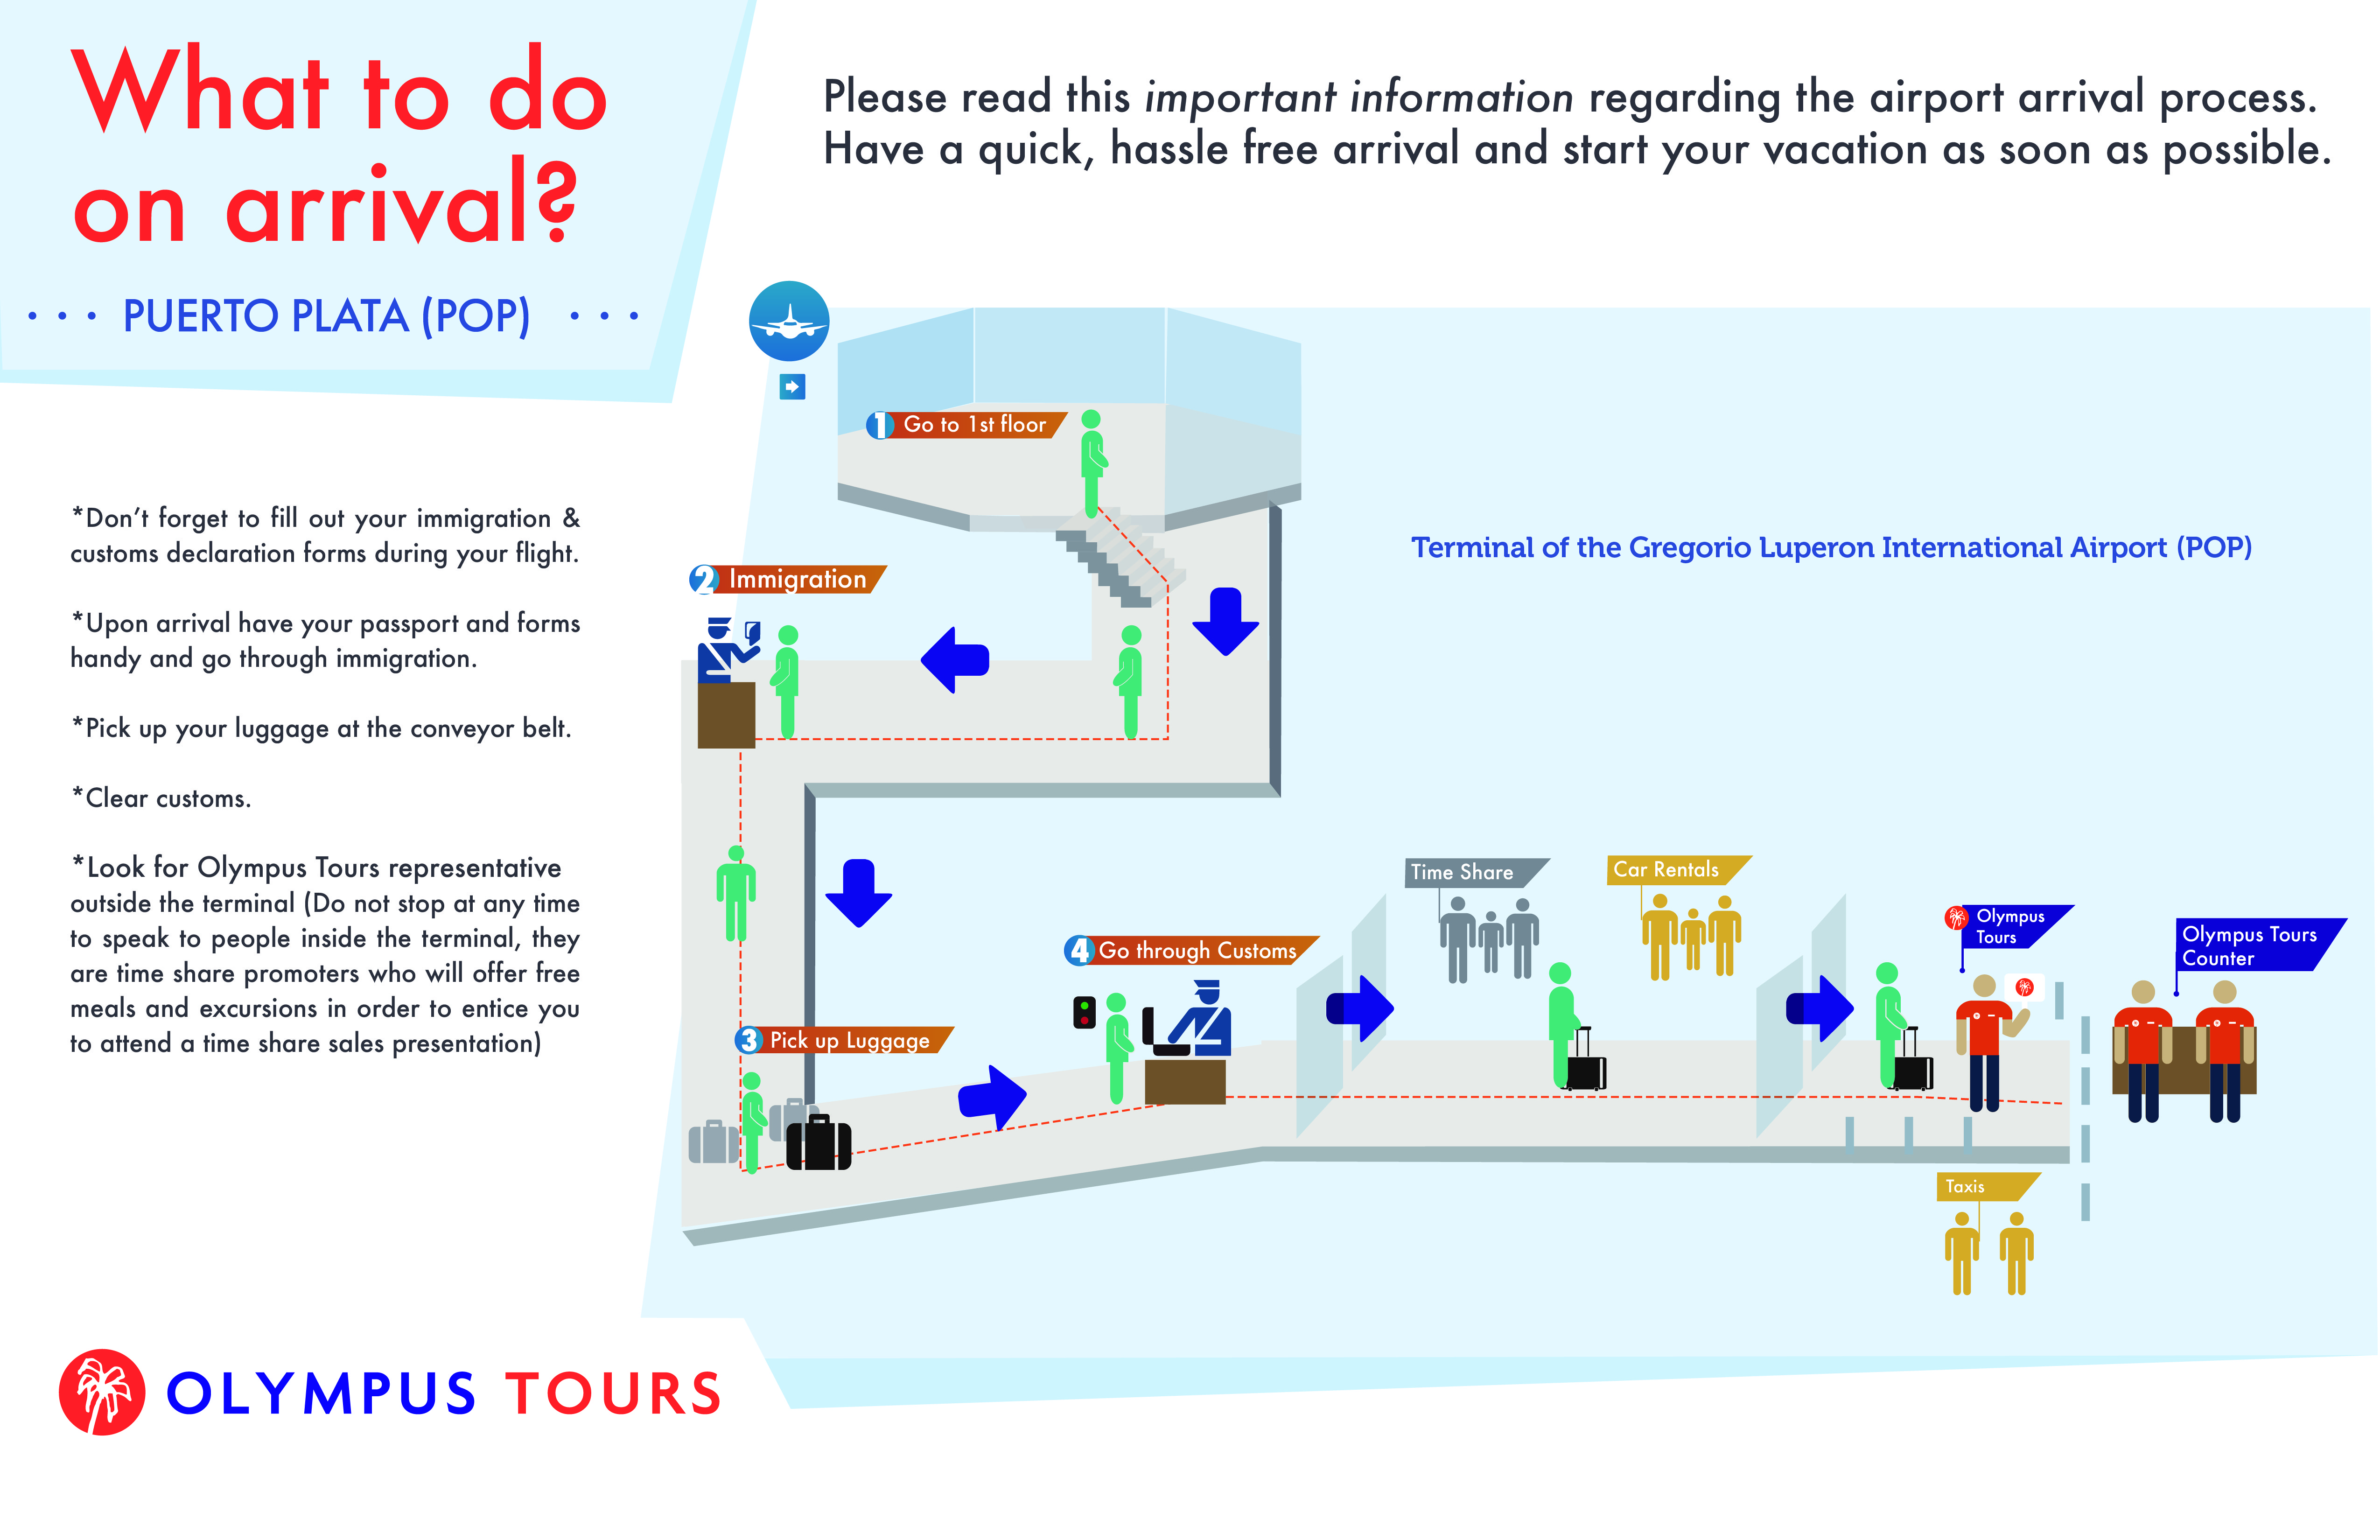 What to do
on arrival?
• • • PUERTO PLATA (POP) • • •
Please read this important information regarding the airport arrival process.
Have a quick, hassle free arrival and start your vacation as soon as possible.
*Don't forget to fill out your immigration &
customs declaration forms during your flight.
*Upon arrival have your passport and forms
handy and go through immigration.
*Pick up your luggage at the conveyor belt.
*Clear customs.
*Look for Olympus Tours representative
outside the terminal (Do not stop at any time
to speak to people inside the terminal, they
are time share promoters who will offer free
meals and excursions in order to entice you
to attend a time share sales presentation)
1 Go to 1st floor
Terminal of the Gregorio Luperon International Airport (POP)
2 Immigration
3 Pick up Luggage
4 Go through Customs
Time Share
Car Rentals
Olympus
Tours
Olympus Tours
Counter
Taxis
OLYMPUS TOURS